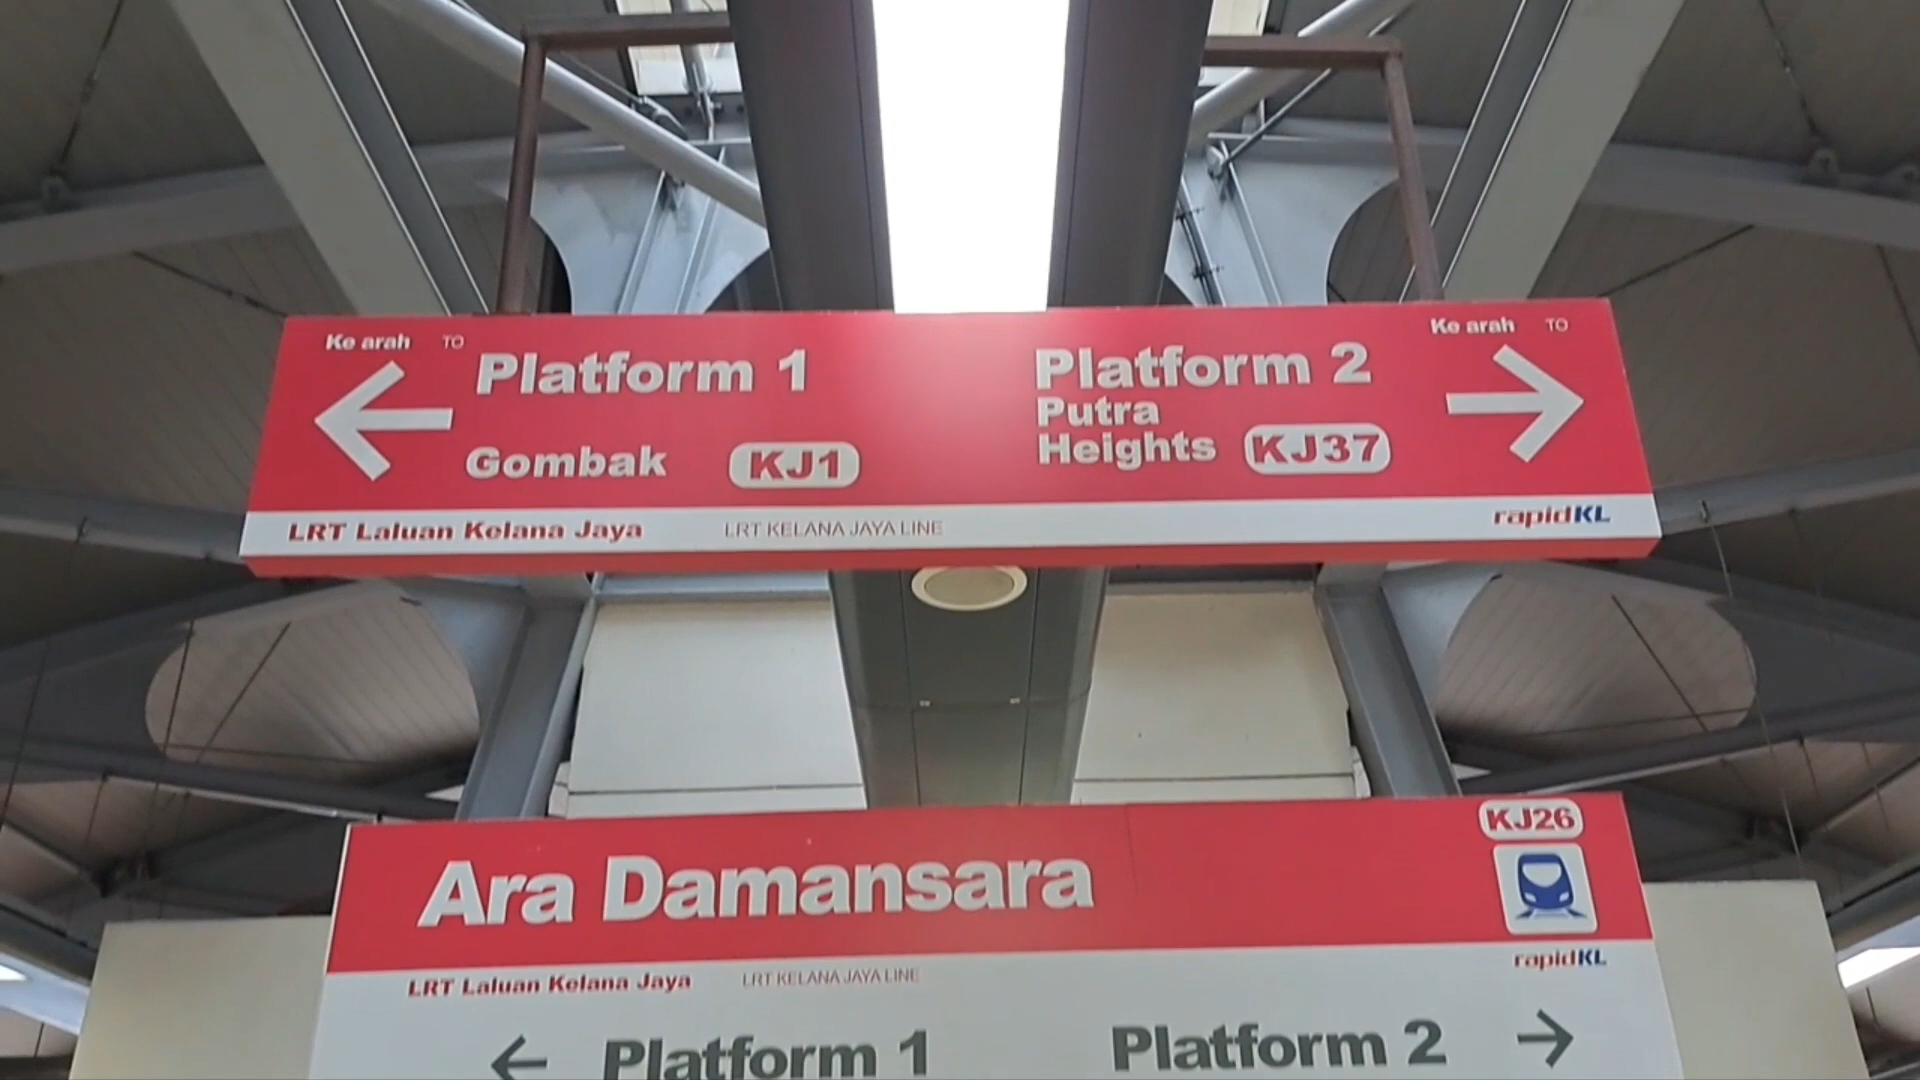 Ke arah TO
Platform 1
Gombak KJ1
Ke arah TO
Platform 2
Putra
Heights KJ37
LRT Laluan Kelana Jaya LRT KELANA JAYA LINE rapidKL
KJ26
Ara Damansara
LRT Laluan Kelana Jaya LRT KELANA JAYA LINE rapidKL
← Platform 1 Platform 2 →